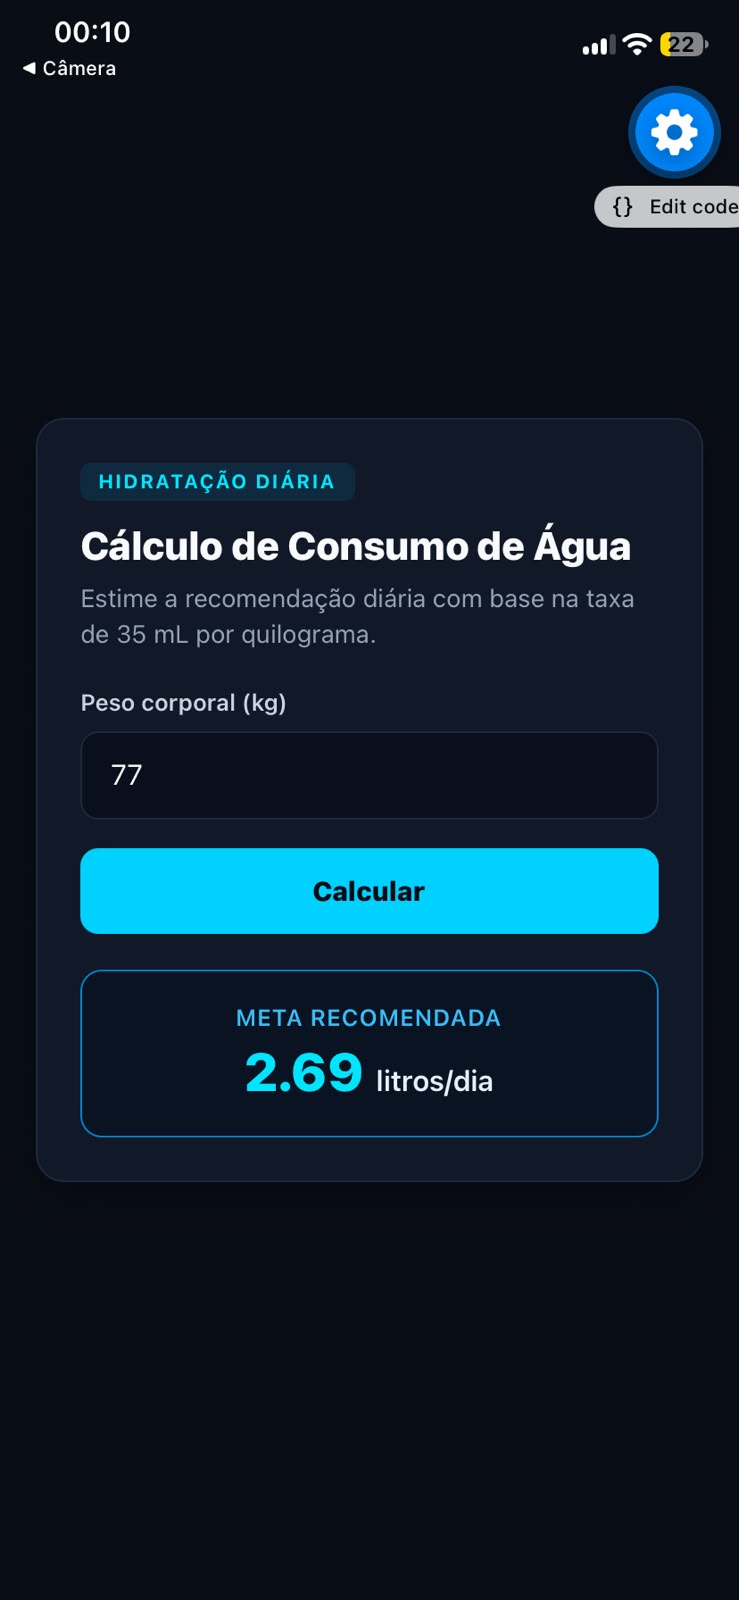 00:10
22
◀ Câmera
{} Edit code
HIDRATAÇÃO DIÁRIA
Cálculo de Consumo de Água
Estime a recomendação diária com base na taxa
de 35 mL por quilograma.
Peso corporal (kg)
77
Calcular
META RECOMENDADA
2.69 litros/dia